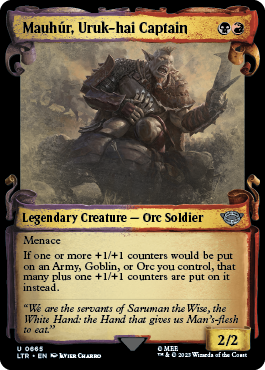 Mauhúr, Uruk-hai Captain
Legendary Creature — Orc Soldier
Menace
If one or more +1/+1 counters would be put
on an Army, Goblin, or Orc you control, that
many plus one +1/+1 counters are put on it
instead.
“We are the servants of Saruman the Wise, the
White Hand: the Hand that gives us Man's-flesh
to eat.”
2/2
U 0665
LTR • EN Javier Charro
© MEE
™ & © 2023 Wizards of the Coast